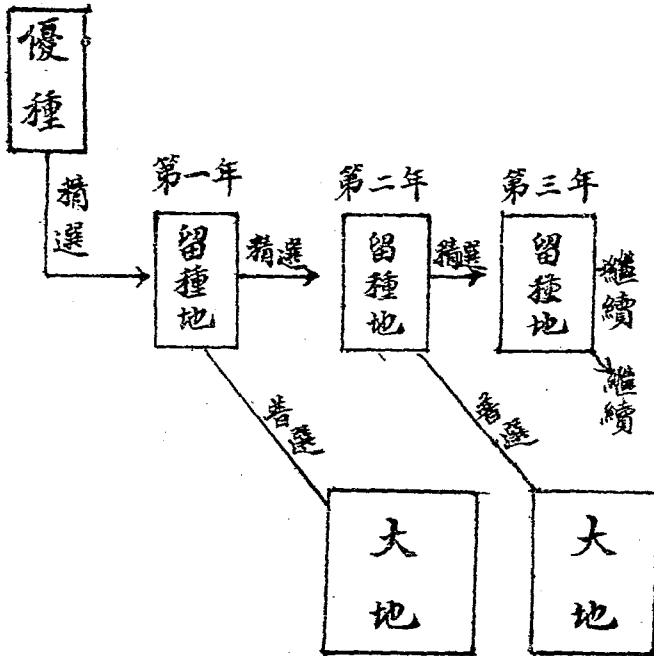 優種
精選
第一年
留種地
精選
第二年
留種地
精選
第三年
留種地
繼續
繼續
普選
普選
大地
大地